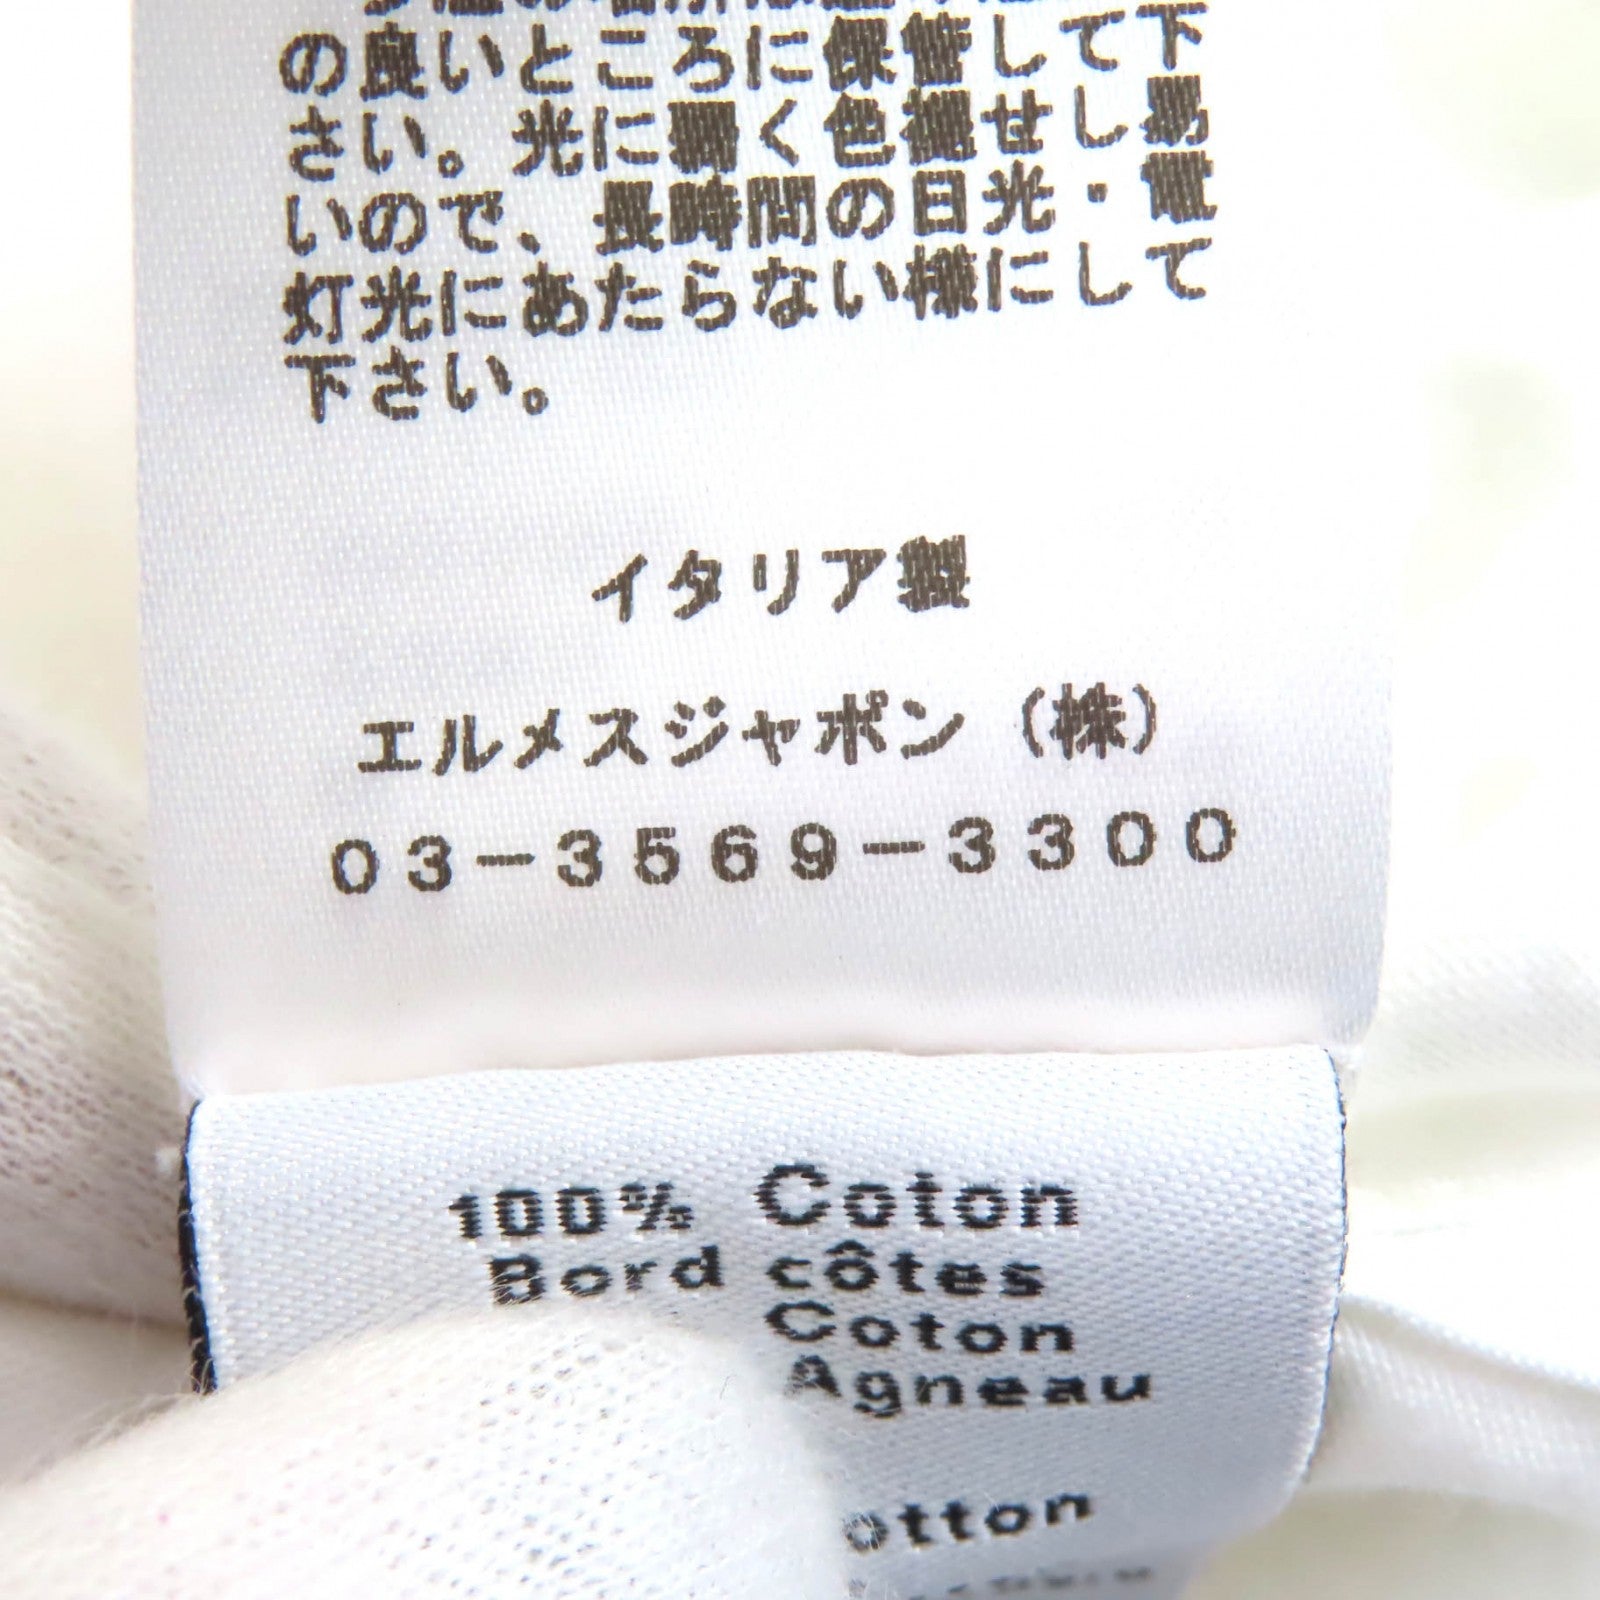 の良いところに保管して下
さい。光に弱く色褪せし易
いので、長時間の日光・電
灯光にあたらない様にして
下さい。
イタリア製
エルメスジャポン（株）
03-3569-3300
100% Coton
Bord côtes
Coton
Agneau
otton